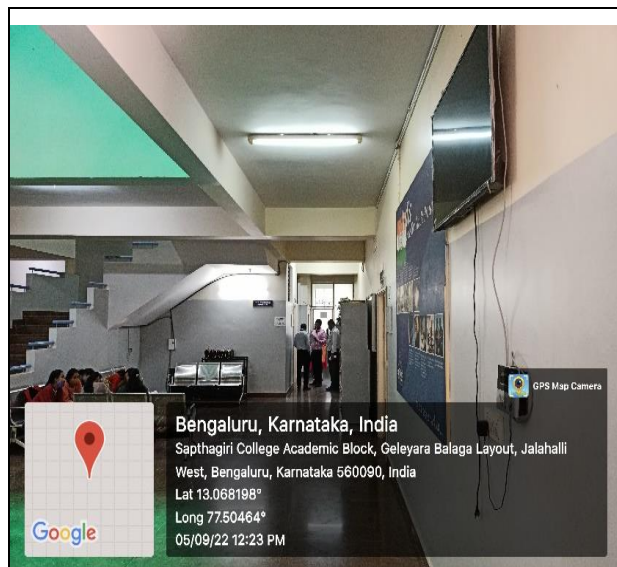 GPS Map Camera
Bengaluru, Karnataka, India
Sapthagiri College Academic Block, Geleyara Balaga Layout, Jalahalli
West, Bengaluru, Karnataka 560090, India
Lat 13.068198°
Long 77.50464°
05/09/22 12:23 PM
Google